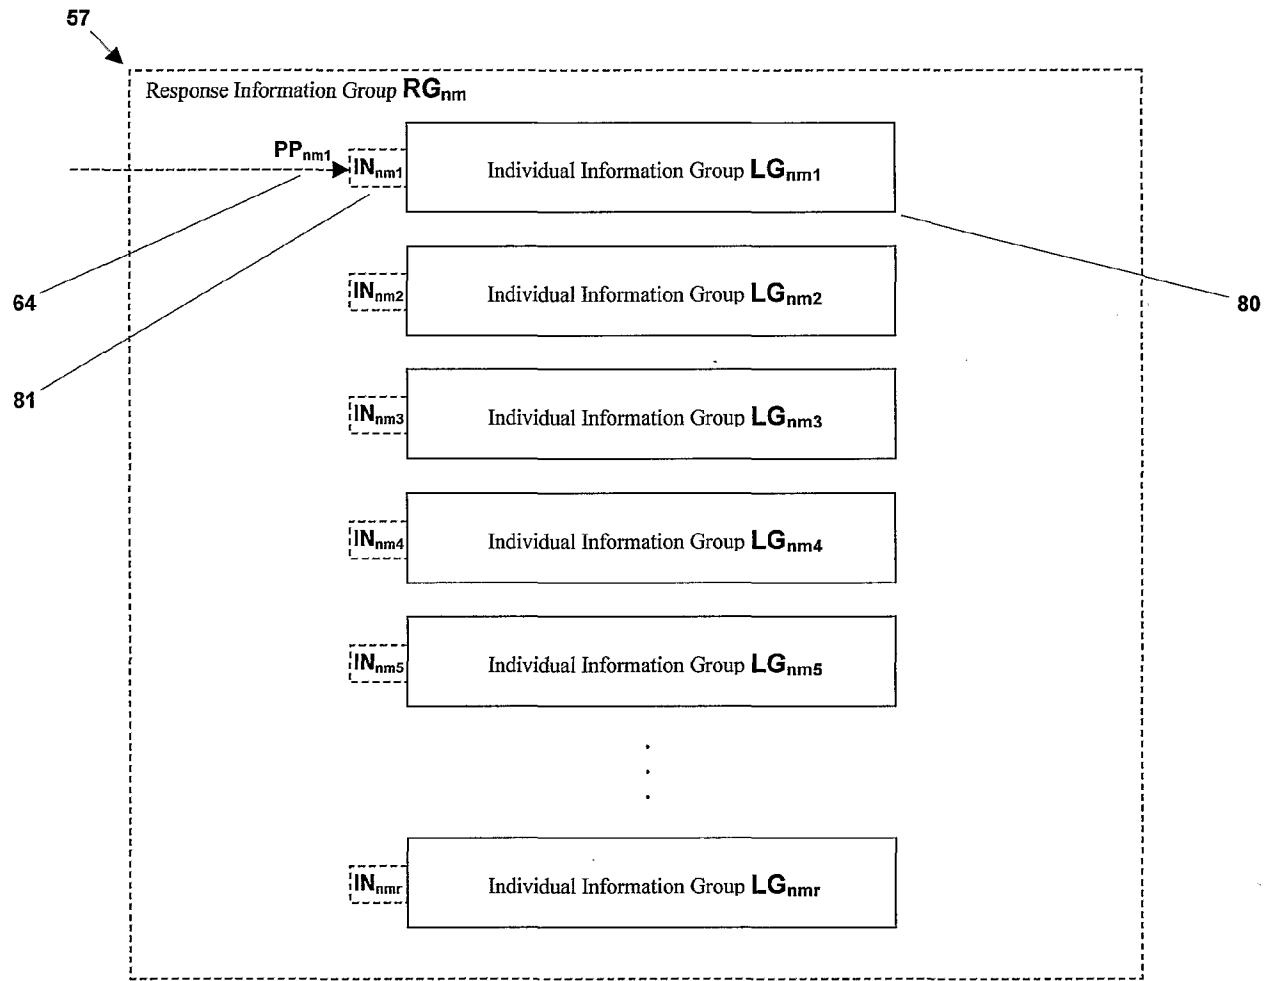 57
Response Information Group RGnm
PPnm1
INnm1 Individual Information Group LGnm1
INnm2 Individual Information Group LGnm2
64
80
INnm3 Individual Information Group LGnm3
81
INnm4 Individual Information Group LGnm4
INnm5 Individual Information Group LGnm5
.
.
.
INnmr Individual Information Group LGnmr